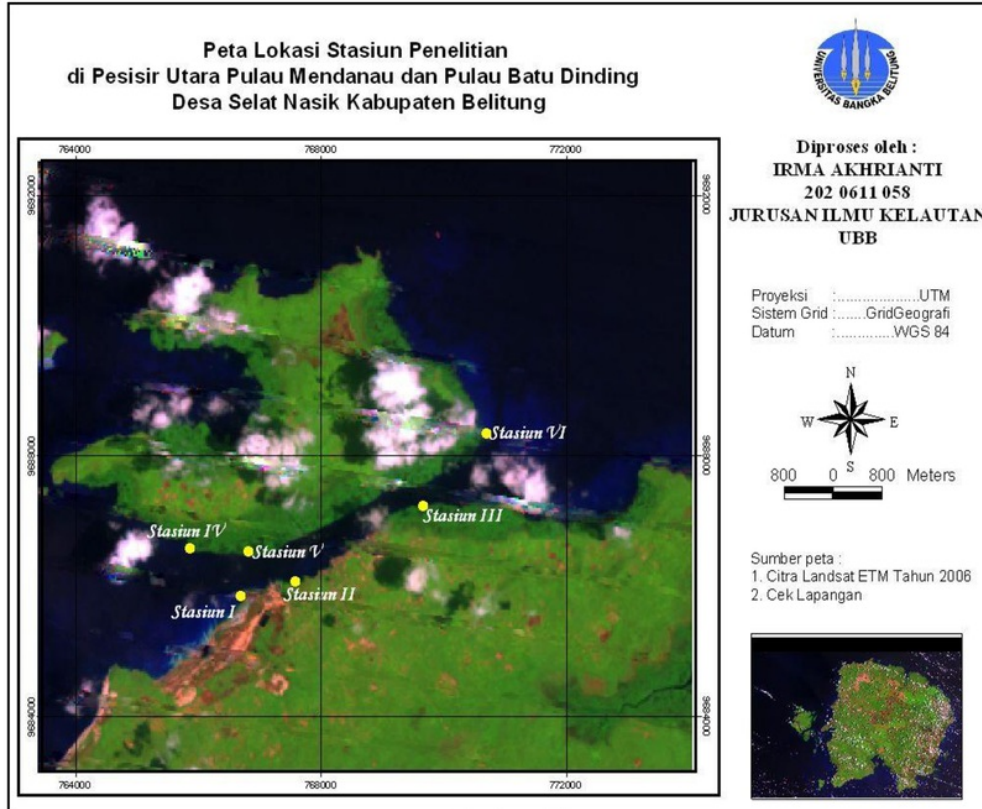 Peta Lokasi Stasiun Penelitian
di Pesisir Utara Pulau Mendanau dan Pulau Batu Dinding
Desa Selat Nasik Kabupaten Belitung
UNIVERSITAS BANGKA BELITUNG
Diproses oleh :
IRMA AKHRIANTI
202 0611 058
JURUSAN ILMU KELAUTAN
UBB
Proyeksi :....................UTM
Sistem Grid :.......GridGeografi
Datum :..............WGS 84
N
W E
S
800 0 800 Meters
Sumber peta :
1. Citra Landsat ETM Tahun 2006
2. Cek Lapangan
764000 768000 772000
9692000 9692000
Stasiun VI
9688000 9688000
Stasiun III
Stasiun IV
Stasiun V
Stasiun II
Stasiun I
9684000 9684000
764000 768000 772000